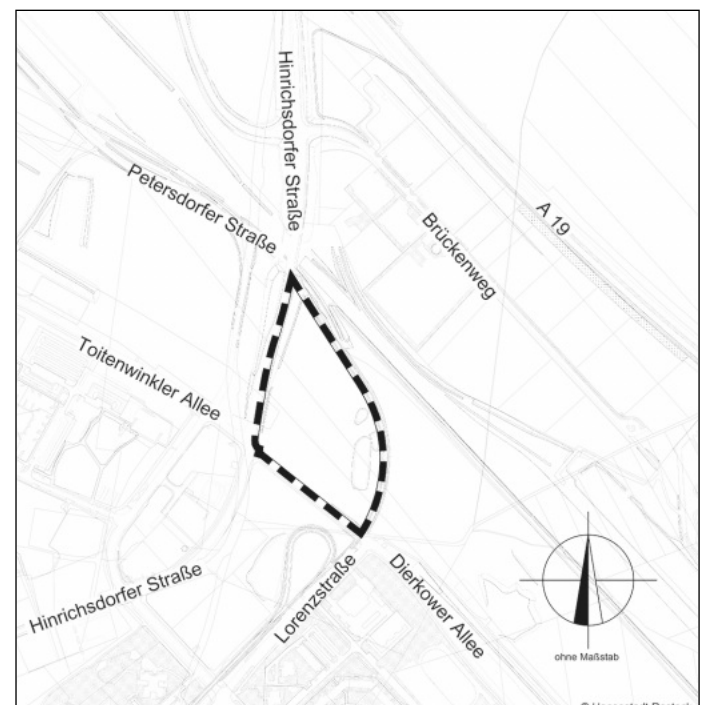 Hinrichsdorfer Straße
Petersdorfer Straße
A 19
Brückenweg
Toitenwinkler Allee
Hinrichsdorfer Straße
Lorenzstraße
Dierkower Allee
ohne Maßstab